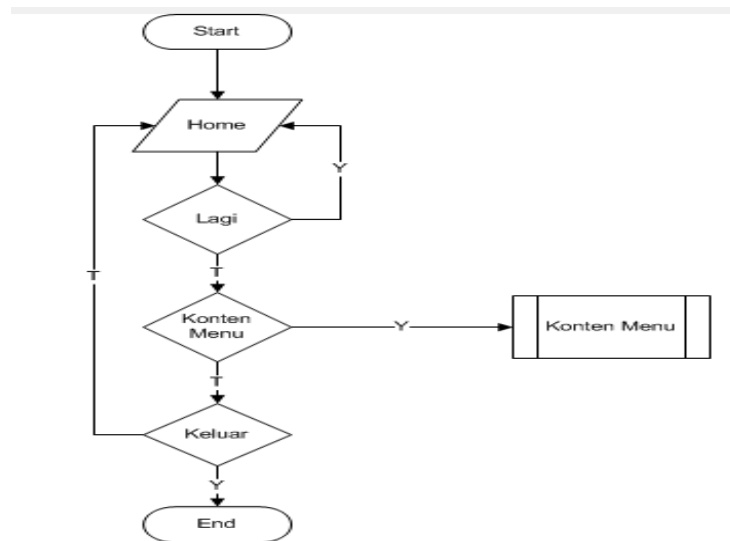 Start
Home
Y
Lagi
T
T
Konten
Menu
Y
Konten Menu
T
Keluar
Y
End